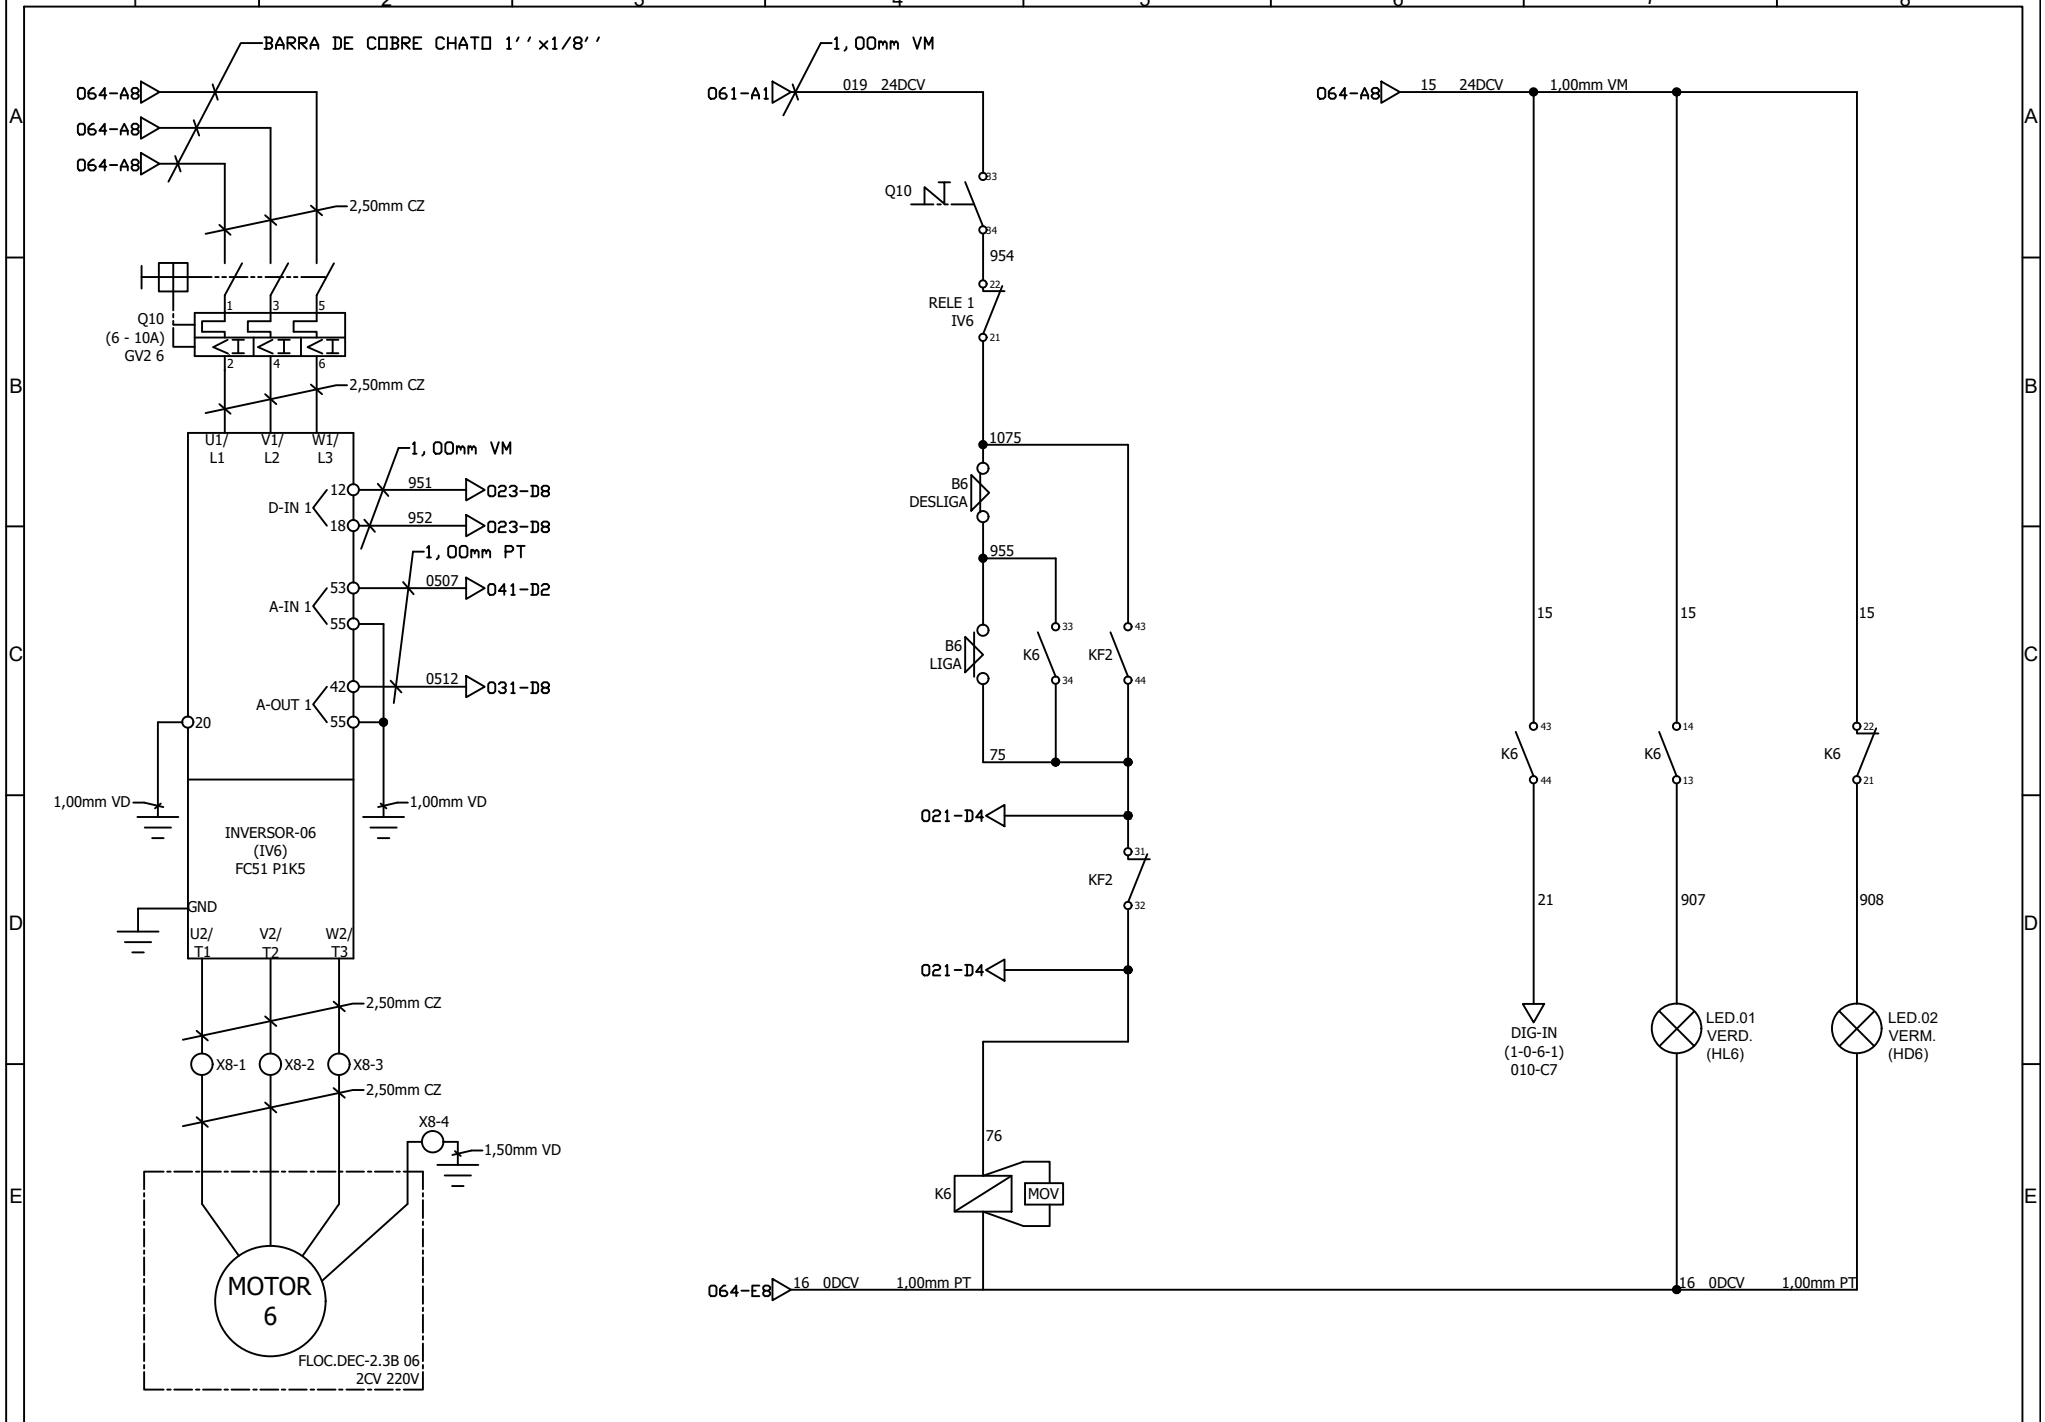 2
3
4
5
6
7
8
A
A
B
B
C
C
D
D
E
E
BARRA DE COBRE CHATO 1''x1/8''
064-A8
064-A8
064-A8
2,50mm CZ
1
3
5
Q10
(6 - 10A)
GV2 6
2
4
6
2,50mm CZ
U1/
L1
V1/
L2
W1/
L3
1,00mm VM
D-IN 1
12
951
023-D8
18
952
023-D8
1,00mm PT
A-IN 1
53
0507
041-D2
55
A-OUT 1
42
0512
031-D8
55
20
1,00mm VD
1,00mm VD
INVERSOR-06
(IV6)
FC51 P1K5
GND
U2/
T1
V2/
T2
W2/
T3
2,50mm CZ
X8-1
X8-2
X8-3
2,50mm CZ
X8-4
1,50mm VD
MOTOR
6
FLOC.DEC-2.3B 06
2CV 220V
1,00mm VM
061-A1
019 24DCV
33
Q10
34
954
22
RELE 1
IV6
21
1075
B6
DESLIGA
955
B6
LIGA
33
K6
34
43
KF2
44
75
021-D4
31
KF2
32
021-D4
76
K6
MOV
064-E8
16 0DCV 1,00mm PT
064-A8
15 24DCV 1,00mm VM
15
15
15
43
K6
44
14
K6
13
22
K6
21
21
907
908
DIG-IN
(1-0-6-1)
010-C7
LED.01
VERD.
(HL6)
LED.02
VERM.
(HD6)
16 0DCV 1,00mm PT